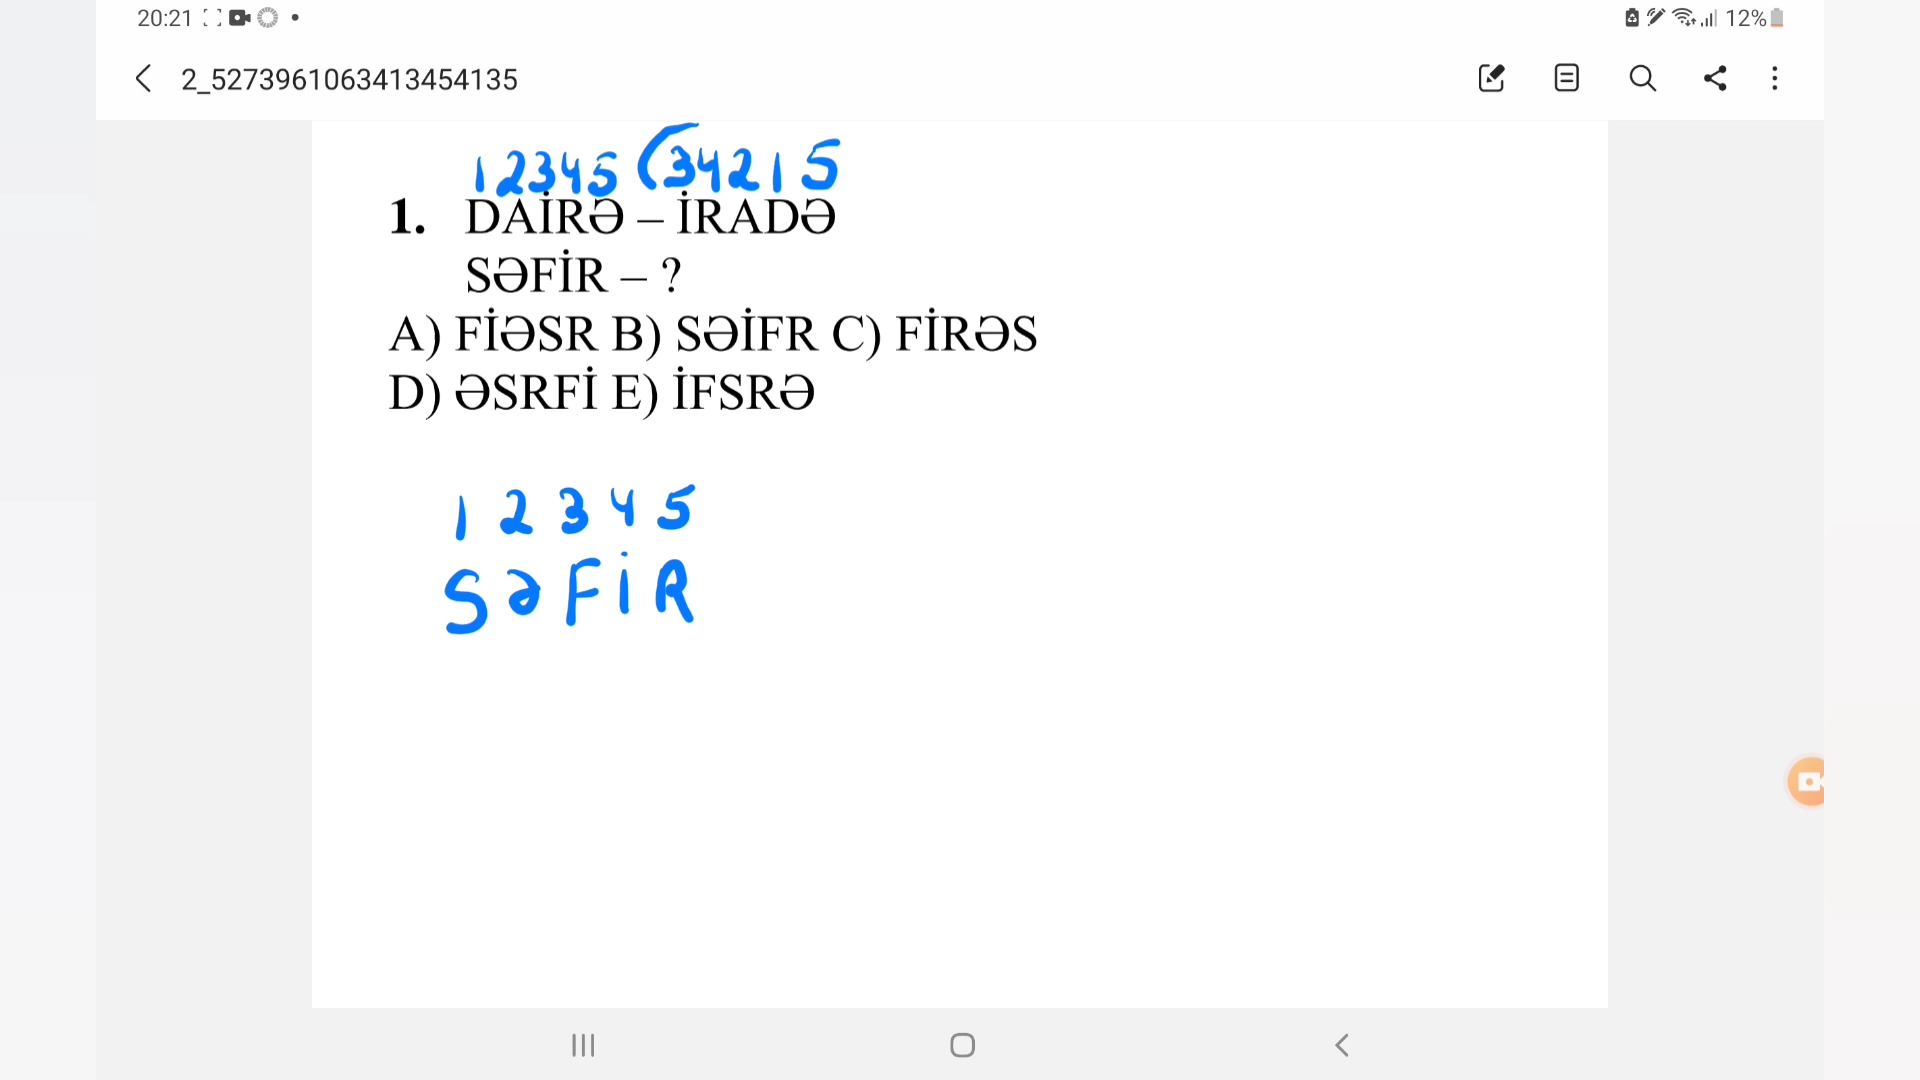 20:21 12%
2_5273961063413454135
12345 (34215
1. DAİRƏ – İRADƏ
SƏFİR – ?
A) FİƏSR B) SƏİFR C) FİRƏS
D) ƏSRFİ E) İFSRƏ
1 2 3 4 5
SƏFİR